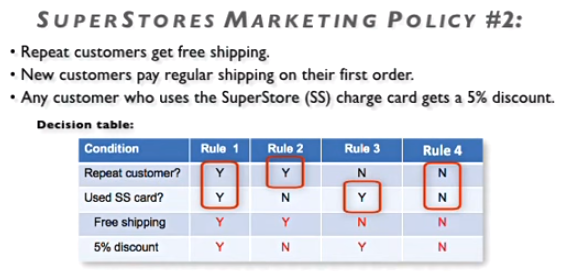 SUPERSTORES MARKETING POLICY #2:
• Repeat customers get free shipping.
• New customers pay regular shipping on their first order.
• Any customer who uses the SuperStore (SS) charge card gets a 5% discount.
Decision table:
Condition Rule 1 Rule 2 Rule 3 Rule 4
Repeat customer? Y Y N N
Used SS card? Y N Y N
Free shipping Y Y N N
5% discount Y N Y N